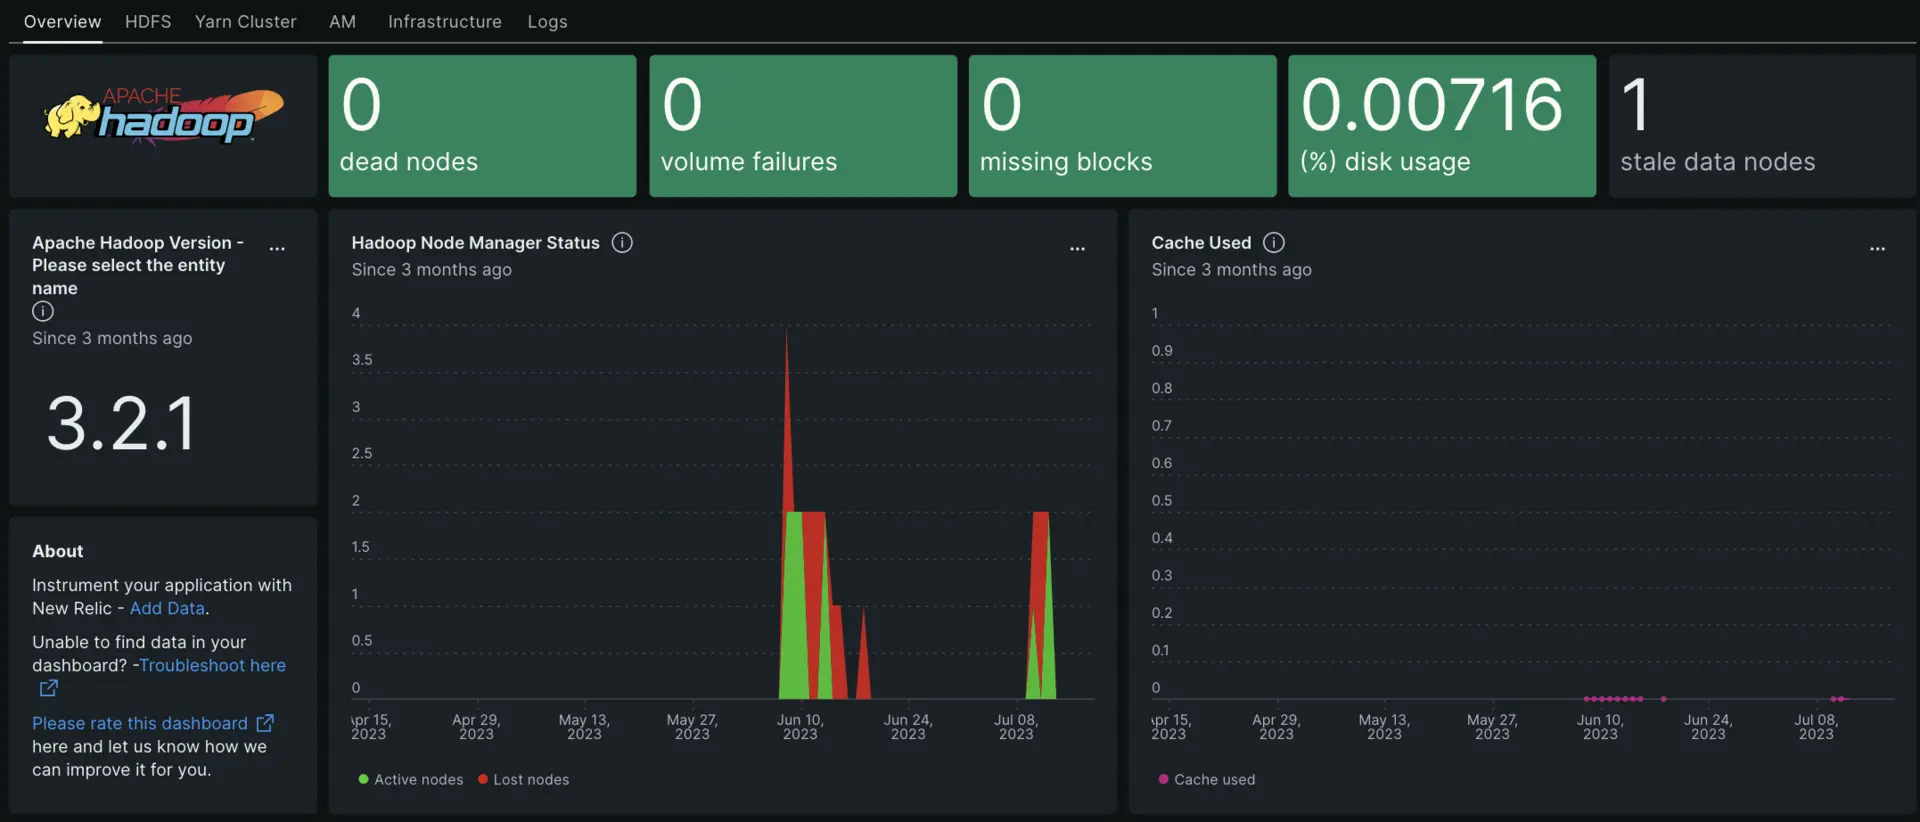 Overview HDFS Yarn Cluster AM Infrastructure Logs
APACHE
hadoop
0
dead nodes
0
volume failures
0
missing blocks
0.00716
(%) disk usage
1
stale data nodes
Apache Hadoop Version -
Please select the entity
name
Since 3 months ago
3.2.1
About
Instrument your application with
New Relic - Add Data.
Unable to find data in your
dashboard? -Troubleshoot here
Please rate this dashboard
here and let us know how we
can improve it for you.
Hadoop Node Manager Status
Since 3 months ago
4
3.5
3
2.5
2
1.5
1
0.5
0
pr 15, Apr 29, May 13, May 27, Jun 10, Jun 24, Jul 08,
2023 2023 2023 2023 2023 2023 2023
Active nodes Lost nodes
Cache Used
Since 3 months ago
1
0.9
0.8
0.7
0.6
0.5
0.4
0.3
0.2
0.1
0
pr 15, Apr 29, May 13, May 27, Jun 10, Jun 24, Jul 08,
2023 2023 2023 2023 2023 2023 2023
Cache used